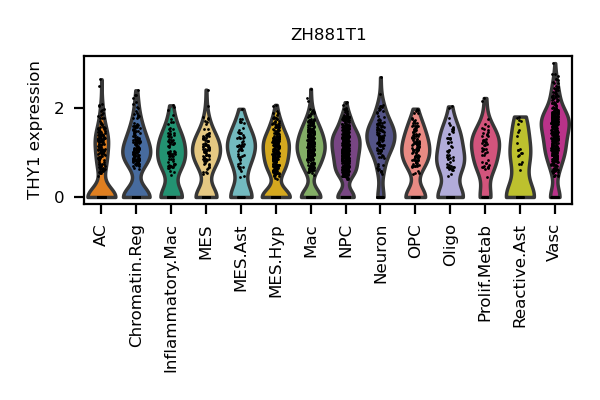 ZH881T1
THY1 expression
2
0
AC
Chromatin.Reg
Inflammatory.Mac
MES
MES.Ast
MES.Hyp
Mac
NPC
Neuron
OPC
Oligo
Prolif.Metab
Reactive.Ast
Vasc